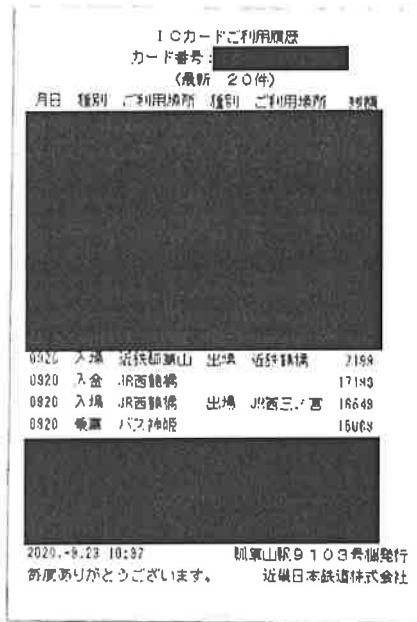 ICカードご利用履歴
カード番号:
(最新 20件)
月日 種別 ご利用場所 種別 ご利用場所 残額
0920 入場 近鉄瓢箪山 出場 近鉄鶴橋
0920 入金 JR西鶴橋
0920 入場 JR西鶴橋 出場 JR西三ノ宮 16649
0920 乗車 バス神姫
2020.-9.23 瓢箪山駅9103号機発行
毎度ありがとうございます。 近畿日本鉄道株式会社